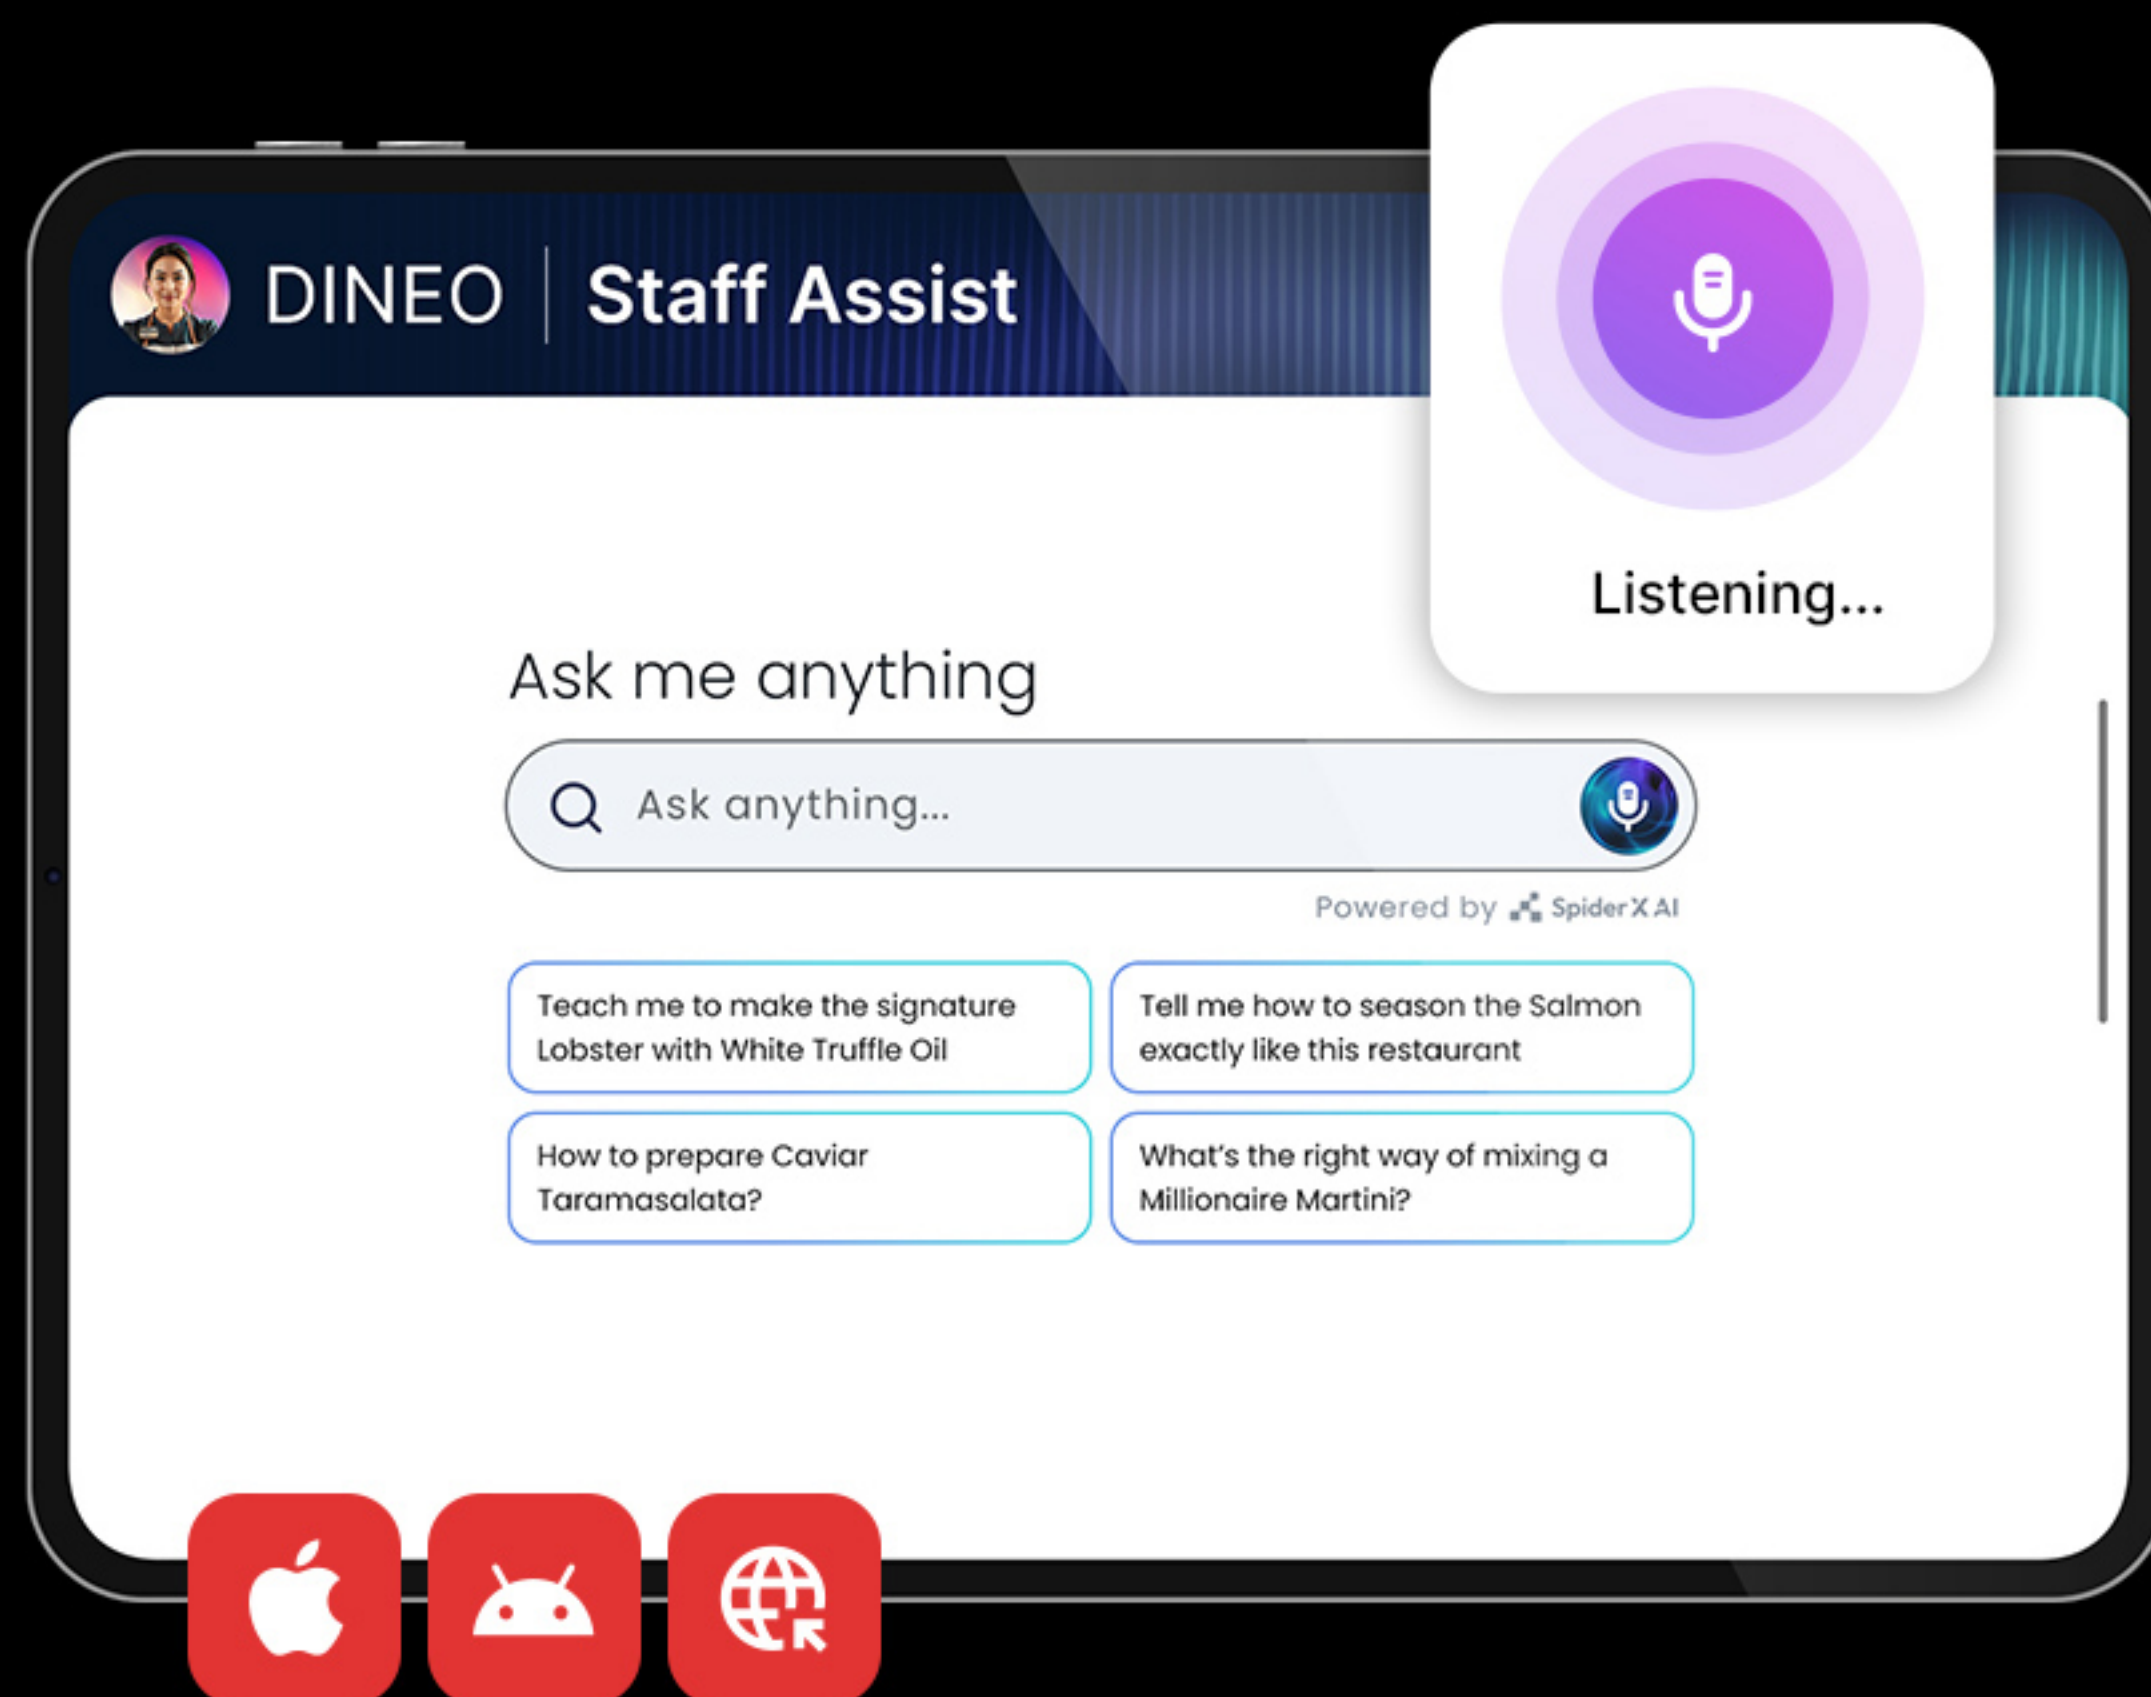 DINEO | Staff Assist
Listening...
Ask me anything
Ask anything...
Powered by SpiderX AI
Teach me to make the signature
Lobster with White Truffle Oil
Tell me how to season the Salmon
exactly like this restaurant
How to prepare Caviar
Taramasalata?
What's the right way of mixing a
Millionaire Martini?